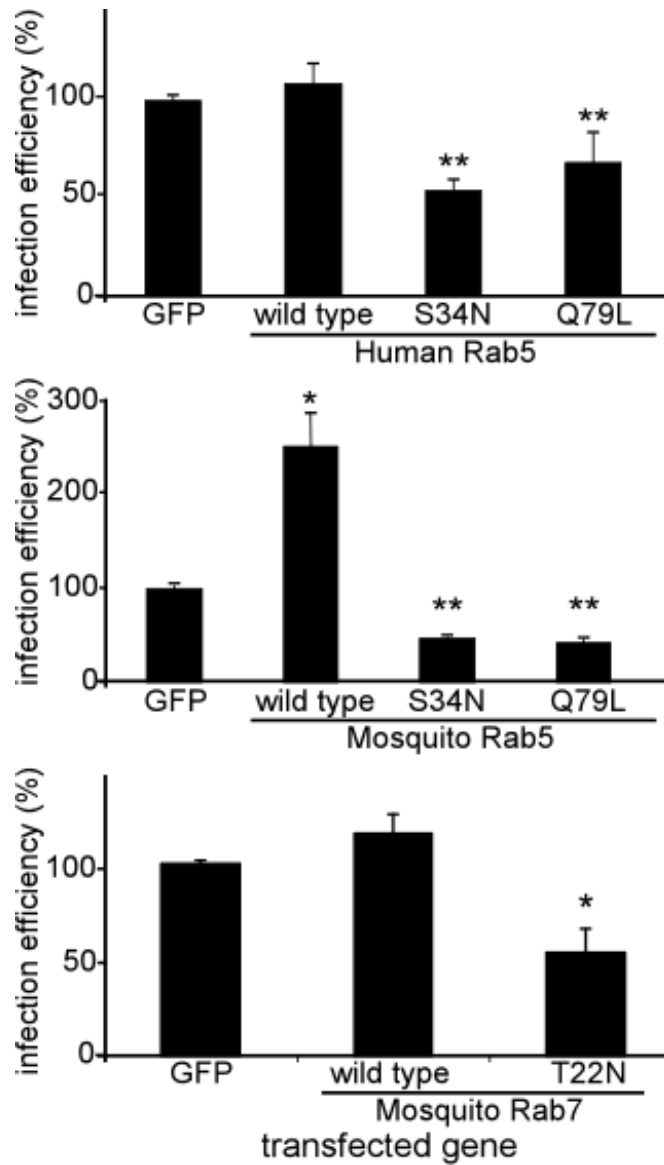 infection efficiency (%)
100
50
0
**
**
GFP
wild type
S34N
Q79L
Human Rab5
infection efficiency (%)
300
200
100
0
*
**
**
GFP
wild type
S34N
Q79L
Mosquito Rab5
infection efficiency (%)
100
50
0
*
GFP
wild type
T22N
Mosquito Rab7
transfected gene